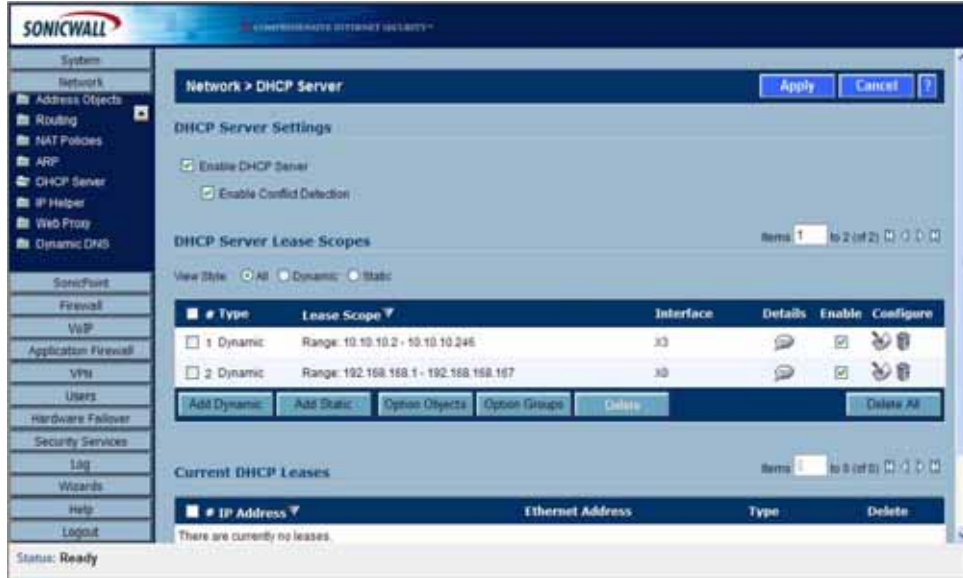 SONICWALL
COMPREHENSIVE INTERNET SECURITY™
System
Network
Address Objects
Routing
NAT Policies
ARP
DHCP Server
IP Helper
Web Proxy
Dynamic DNS
SonicPoint
Firewall
VoIP
Application Firewall
VPN
Users
Hardware Failover
Security Services
Log
Wizards
Help
Logout
Network > DHCP Server
Apply
Cancel
?
DHCP Server Settings
Enable DHCP Server
Enable Conflict Detection
DHCP Server Lease Scopes
Items 1 to 2 (of 2)
View Style: All Dynamic Static
# Type Lease Scope Interface Details Enable Configure
1 Dynamic Range: 10.10.10.2 - 10.10.10.246 X3
2 Dynamic Range: 192.168.168.1 - 192.168.168.167 X0
Add Dynamic Add Static Option Objects Option Groups Delete Delete All
Current DHCP Leases
Items to 0 (of 0)
# IP Address Ethernet Address Type Delete
There are currently no leases.
Status: Ready